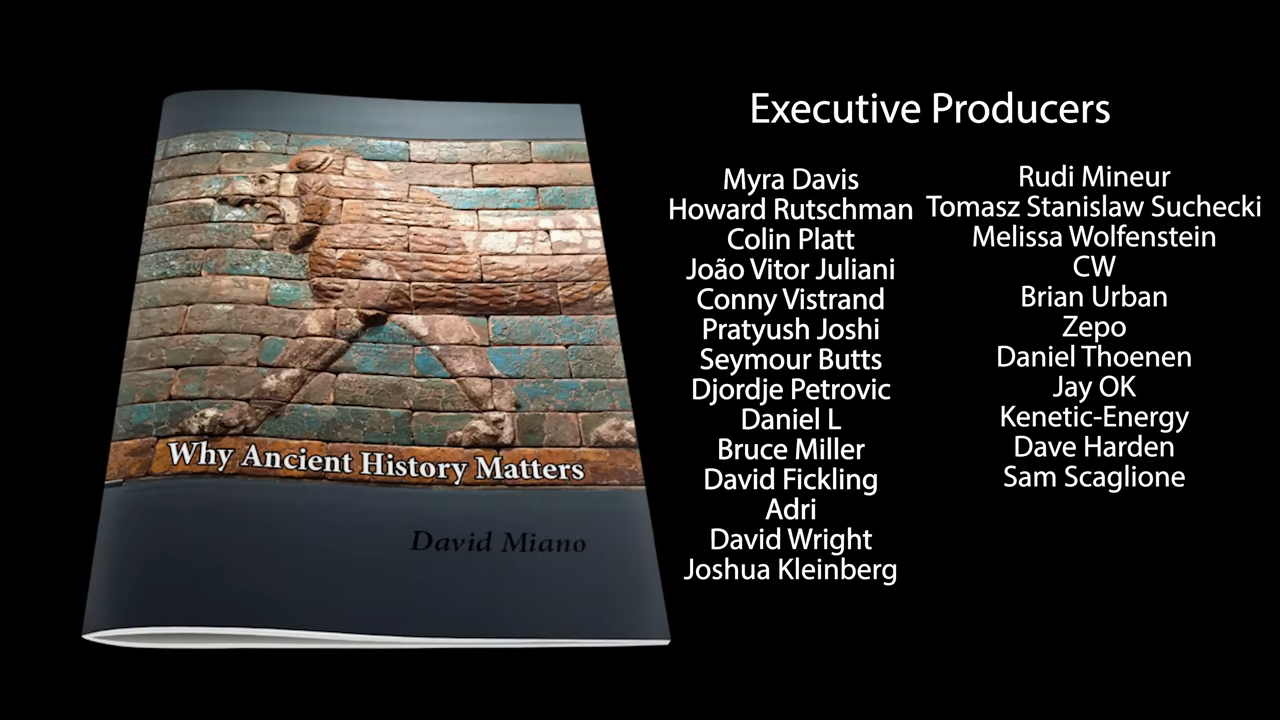 Why Ancient History Matters
David Miano
Executive Producers
Myra Davis
Howard Rutschman
Colin Platt
João Vitor Juliani
Conny Vistrand
Pratyush Joshi
Seymour Butts
Djordje Petrovic
Daniel L
Bruce Miller
David Fickling
Adri
David Wright
Joshua Kleinberg
Rudi Mineur
Tomasz Stanislaw Suchecki
Melissa Wolfenstein
CW
Brian Urban
Zepo
Daniel Thoenen
Jay OK
Kenetic-Energy
Dave Harden
Sam Scaglione